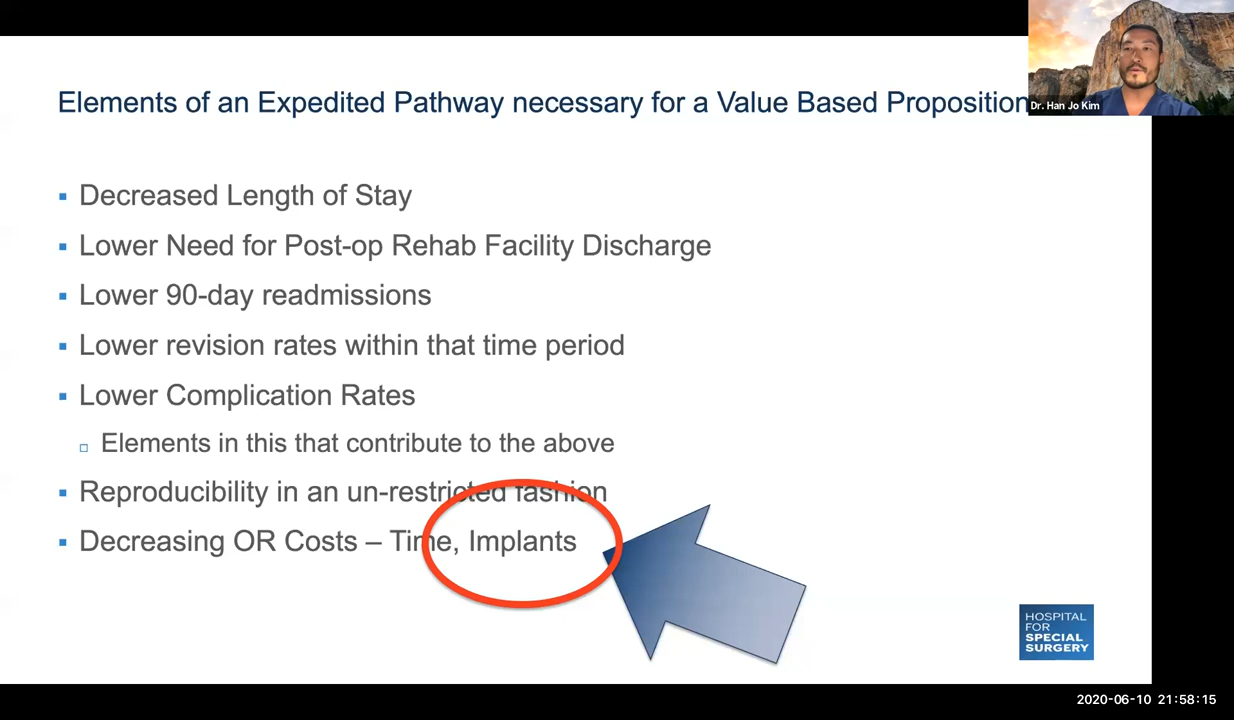 Elements of an Expedited Pathway necessary for a Value Based Proposition
Dr. Han Jo Kim
▪ Decreased Length of Stay
▪ Lower Need for Post-op Rehab Facility Discharge
▪ Lower 90-day readmissions
▪ Lower revision rates within that time period
▪ Lower Complication Rates
▫ Elements in this that contribute to the above
▪ Reproducibility in an un-restricted fashion
▪ Decreasing OR Costs – Time, Implants
HOSPITAL
FOR
SPECIAL
SURGERY
2020-06-10 21:58:15